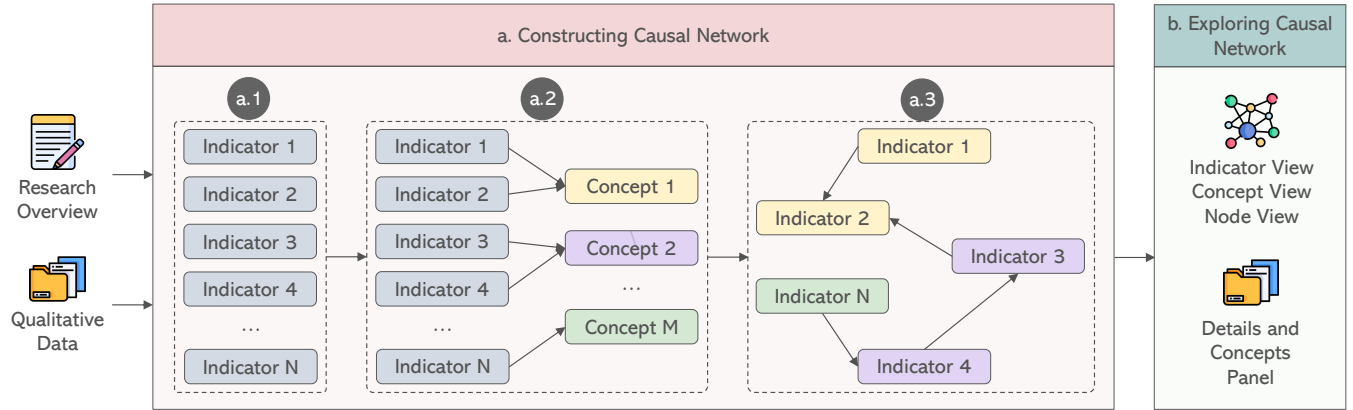 a. Constructing Causal Network
b. Exploring Causal
Network
Research
Overview
Qualitative
Data
a.1
Indicator 1
Indicator 2
Indicator 3
Indicator 4
...
Indicator N
a.2
Indicator 1
Indicator 2
Indicator 3
Indicator 4
...
Indicator N
Concept 1
Concept 2
...
Concept M
a.3
Indicator 1
Indicator 2
Indicator 3
Indicator N
Indicator 4
Indicator View
Concept View
Node View
Details and
Concepts
Panel